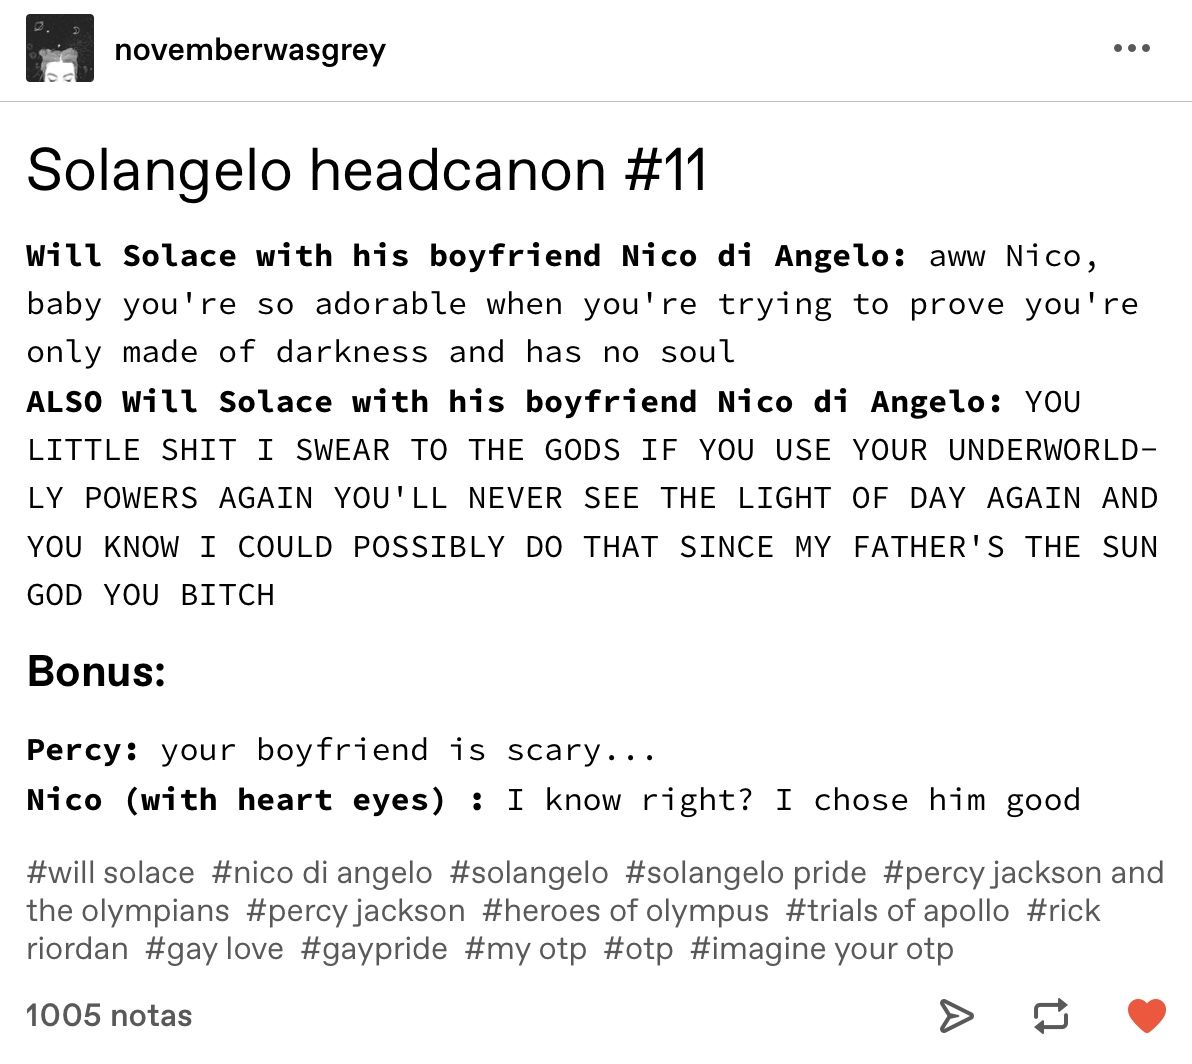 novemberwasgrey
Solangelo headcanon #11
Will Solace with his boyfriend Nico di Angelo: aww Nico,
baby you're so adorable when you're trying to prove you're
only made of darkness and has no soul
ALSO Will Solace with his boyfriend Nico di Angelo: YOU
LITTLE SHIT I SWEAR TO THE GODS IF YOU USE YOUR UNDERWORLD-
LY POWERS AGAIN YOU'LL NEVER SEE THE LIGHT OF DAY AGAIN AND
YOU KNOW I COULD POSSIBLY DO THAT SINCE MY FATHER'S THE SUN
GOD YOU BITCH
Bonus:
Percy: your boyfriend is scary...
Nico (with heart eyes) : I know right? I chose him good
#will solace #nico di angelo #solangelo #solangelo pride #percy jackson and
the olympians #percy jackson #heroes of olympus #trials of apollo #rick
riordan #gay love #gaypride #my otp #otp #imagine your otp
1005 notas